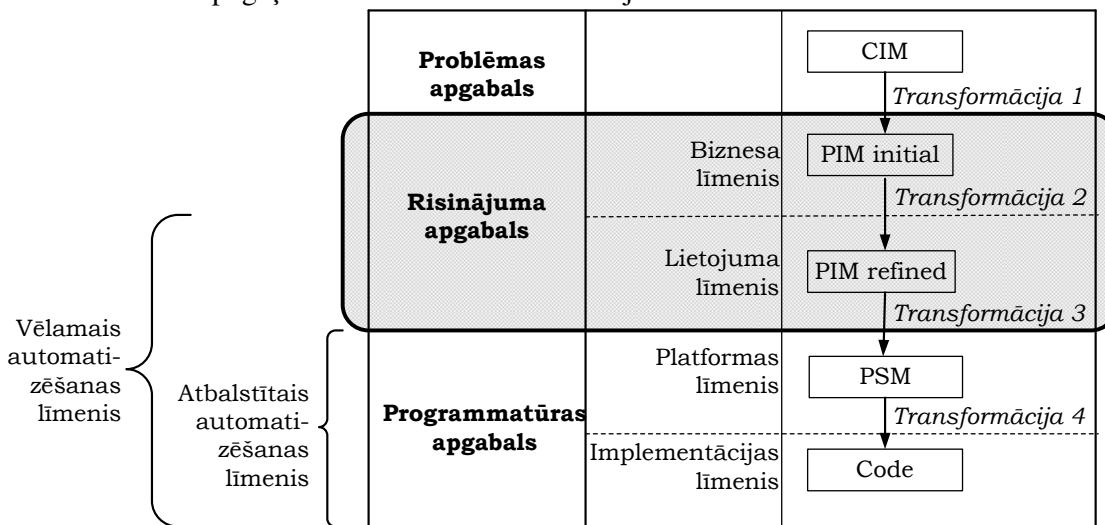 Problēmas
apgabals
CIM
Transformācija 1
Risinājuma
apgabals
Biznesa
līmenis
PIM initial
Transformācija 2
Lietojuma
līmenis
PIM refined
Transformācija 3
Vēlamais
automati-
zēšanas
līmenis
Atbalstītais
automati-
zēšanas
līmenis
Programmatūras
apgabals
Platformas
līmenis
PSM
Transformācija 4
Implementācijas
līmenis
Code